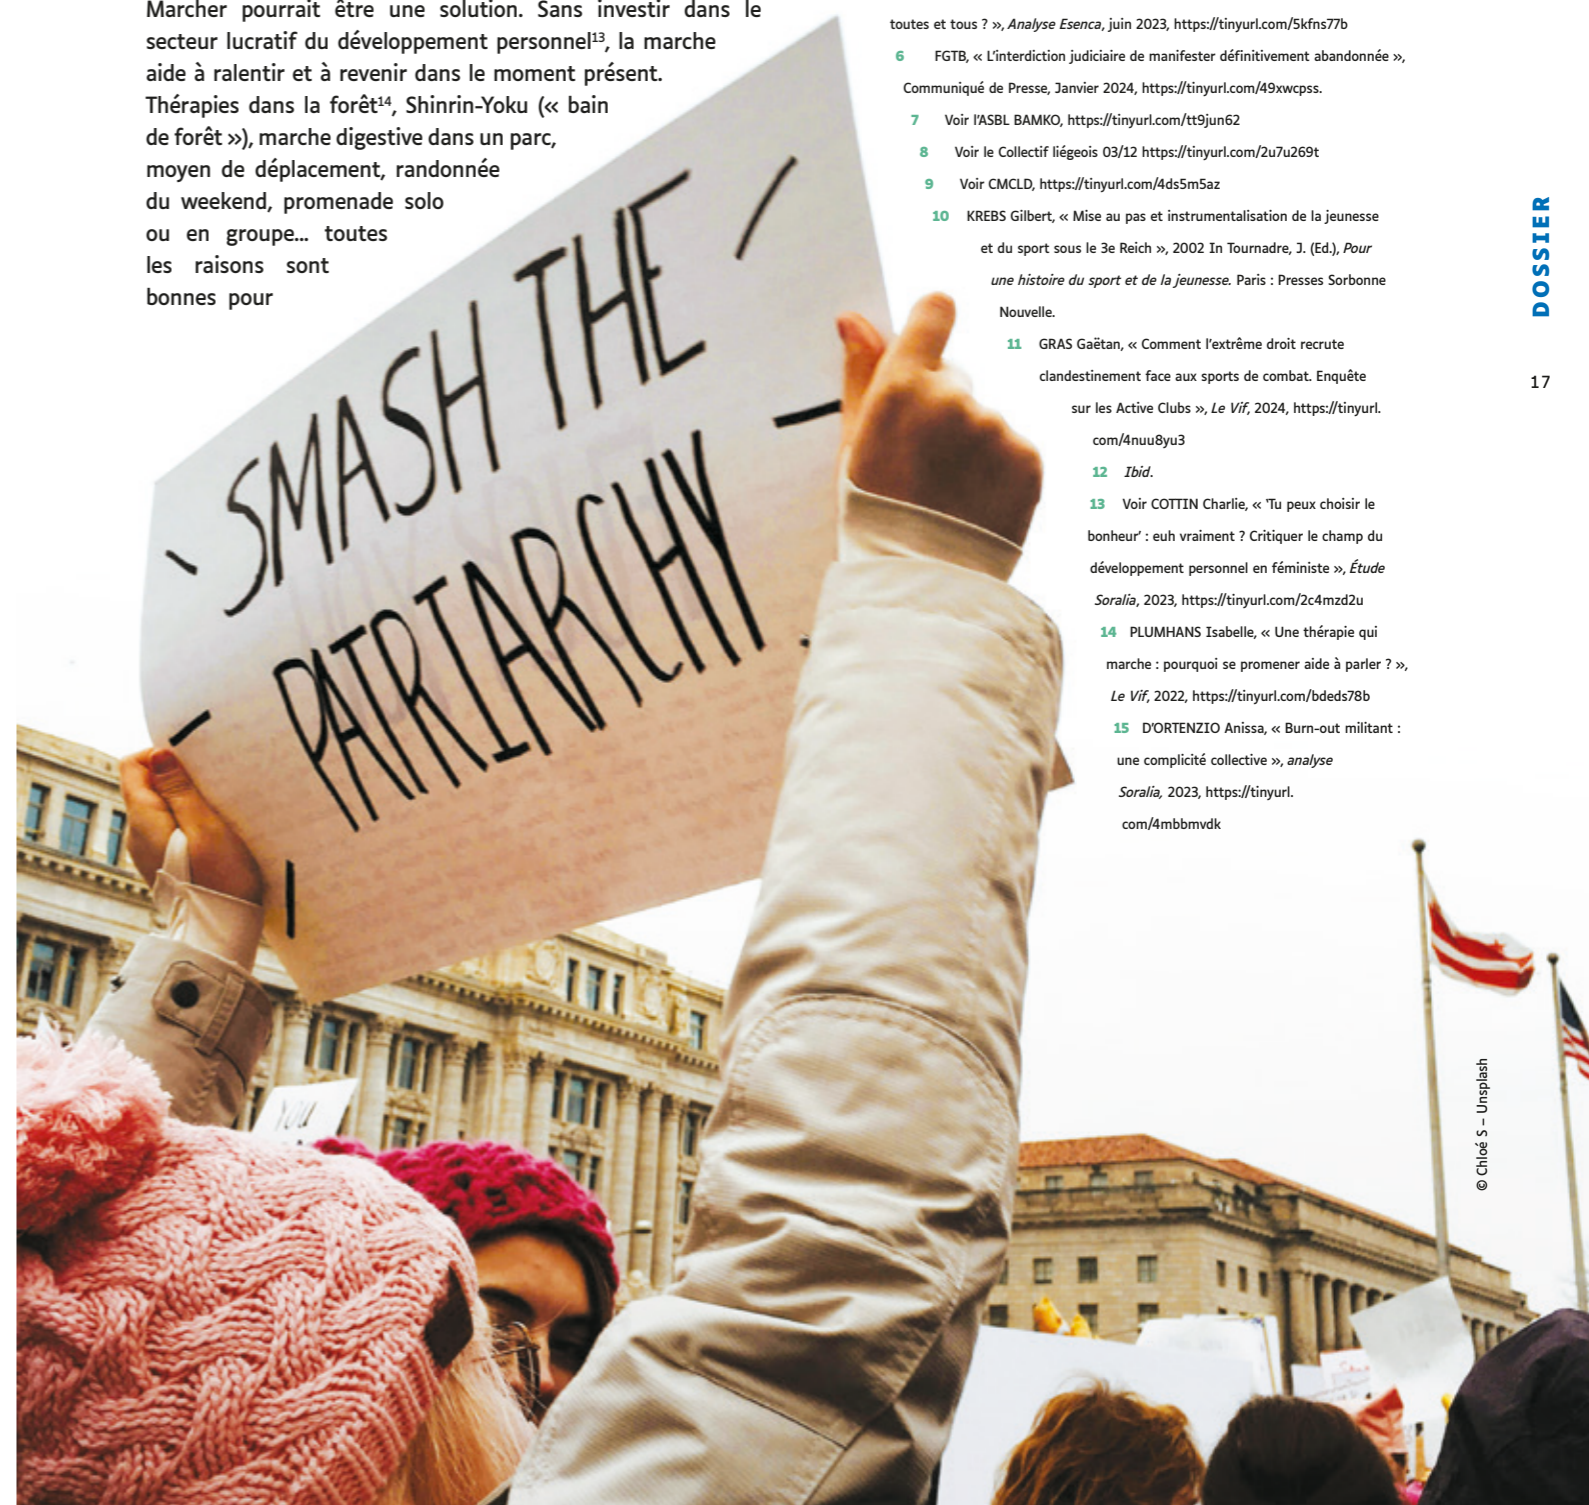 Marcher pourrait être une solution. Sans investir dans le
secteur lucratif du développement personnel¹³, la marche
aide à ralentir et à revenir dans le moment présent.
Thérapies dans la forêt¹⁴, Shinrin-Yoku (« bain
de forêt »), marche digestive dans un parc,
moyen de déplacement, randonnée
du weekend, promenade solo
ou en groupe... toutes
les raisons sont
bonnes pour
toutes et tous ? », Analyse Esenca, juin 2023, https://tinyurl.com/5kfns77b
6 FGTB, « L'interdiction judiciaire de manifester définitivement abandonnée »,
Communiqué de Presse, Janvier 2024, https://tinyurl.com/49xwcpss.
7 Voir l'ASBL BAMKO, https://tinyurl.com/tt9jun62
8 Voir le Collectif liégeois 03/12 https://tinyurl.com/2u7u269t
9 Voir CMCLD, https://tinyurl.com/4ds5m5az
10 KREBS Gilbert, « Mise au pas et instrumentalisation de la jeunesse
et du sport sous le 3e Reich », 2002 In Tournadre, J. (Ed.), Pour
une histoire du sport et de la jeunesse. Paris : Presses Sorbonne
Nouvelle.
11 GRAS Gaëtan, « Comment l'extrême droit recrute
clandestinement face aux sports de combat. Enquête
sur les Active Clubs », Le Vif, 2024, https://tinyurl.
com/4nuu8yu3
12 Ibid.
13 Voir COTTIN Charlie, « 'Tu peux choisir le
bonheur' : euh vraiment ? Critiquer le champ du
développement personnel en féministe », Étude
Soralia, 2023, https://tinyurl.com/2c4mzd2u
14 PLUMHANS Isabelle, « Une thérapie qui
marche : pourquoi se promener aide à parler ? »,
Le Vif, 2022, https://tinyurl.com/bdeds78b
15 D'ORTENZIO Anissa, « Burn-out militant :
une complicité collective », analyse
Soralia, 2023, https://tinyurl.
com/4mbbmvdk
DOSSIER
17
SMASH THE
PATRIARCHY
YOU
© Chloé S – Unsplash